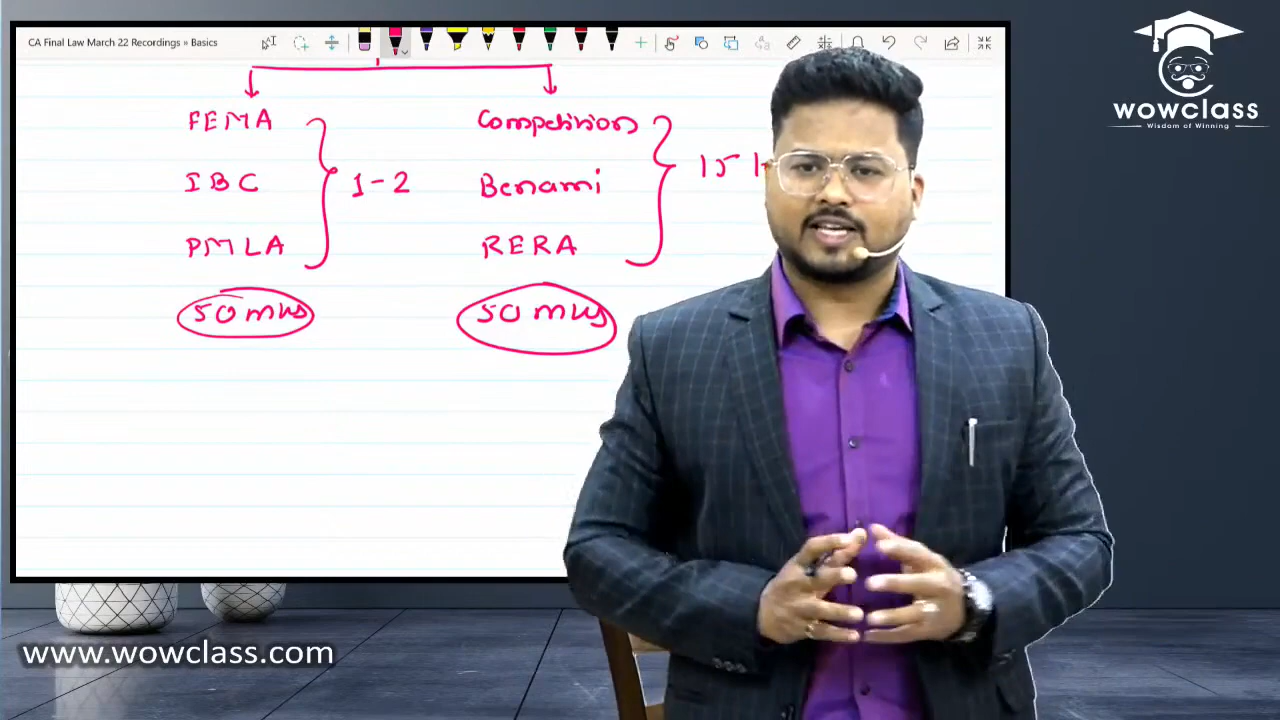 CA Final Law March 22 Recordings » Basics
wowclass
Wisdom of Winning
FEMA
IBC
PMLA
1-2
50 mks
Competition
Benami
RERA
15
50 mks
www.wowclass.com